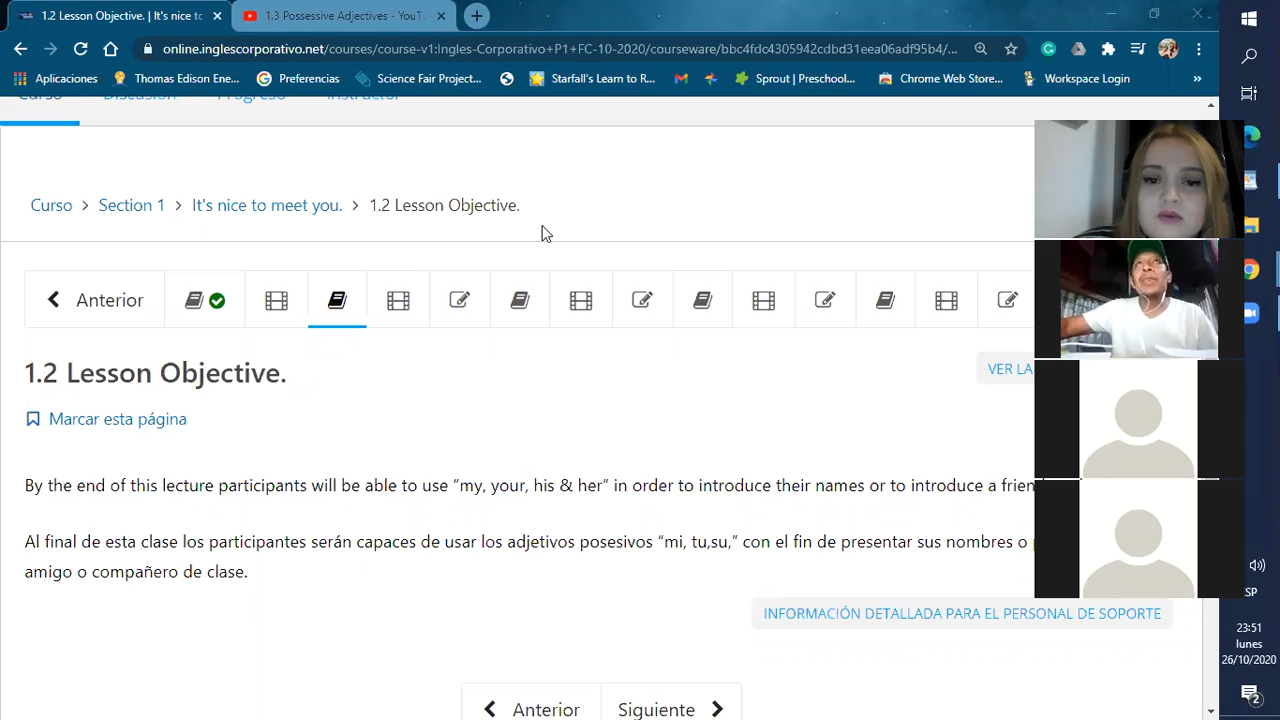 1.2 Lesson Objective. | It's nice to
1.3 Possessive Adjectives - YouT
online.inglescorporativo.net/courses/course-v1:Ingles-Corporativo+P1+FC-10-2020/courseware/bbc4fdc4305942cdbd31eea06adf95b4/...
Aplicaciones
Thomas Edison Ene...
Preferencias
Science Fair Project...
Starfall's Learn to R...
Sprout | Preschool...
Chrome Web Store...
Workspace Login
»
Curso
Discusión
Progreso
Instructor
Curso > Section 1 > It's nice to meet you. > 1.2 Lesson Objective.
Anterior
1.2 Lesson Objective.
VER LA
Marcar esta página
By the end of this lecture participants will be able to use “my, your, his & her” in order to introduce their names or to introduce a frien
Al final de esta clase los participantes serán capaces de usar los adjetivos posesivos “mi, tu,su,” con el fin de presentar sus nombres o
amigo o compañero de clase.
INFORMACIÓN DETALLADA PARA EL PERSONAL DE SOPORTE
Anterior
Siguiente
ESP
23:51
lunes
26/10/2020
2